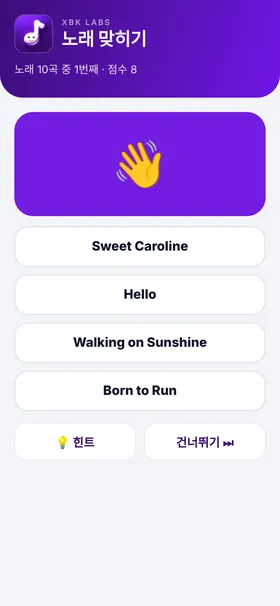 XBK LABS
노래 맞히기
노래 10곡 중 1번째 · 점수 8
Sweet Caroline
Hello
Walking on Sunshine
Born to Run
💡 힌트
건너뛰기 ⏭